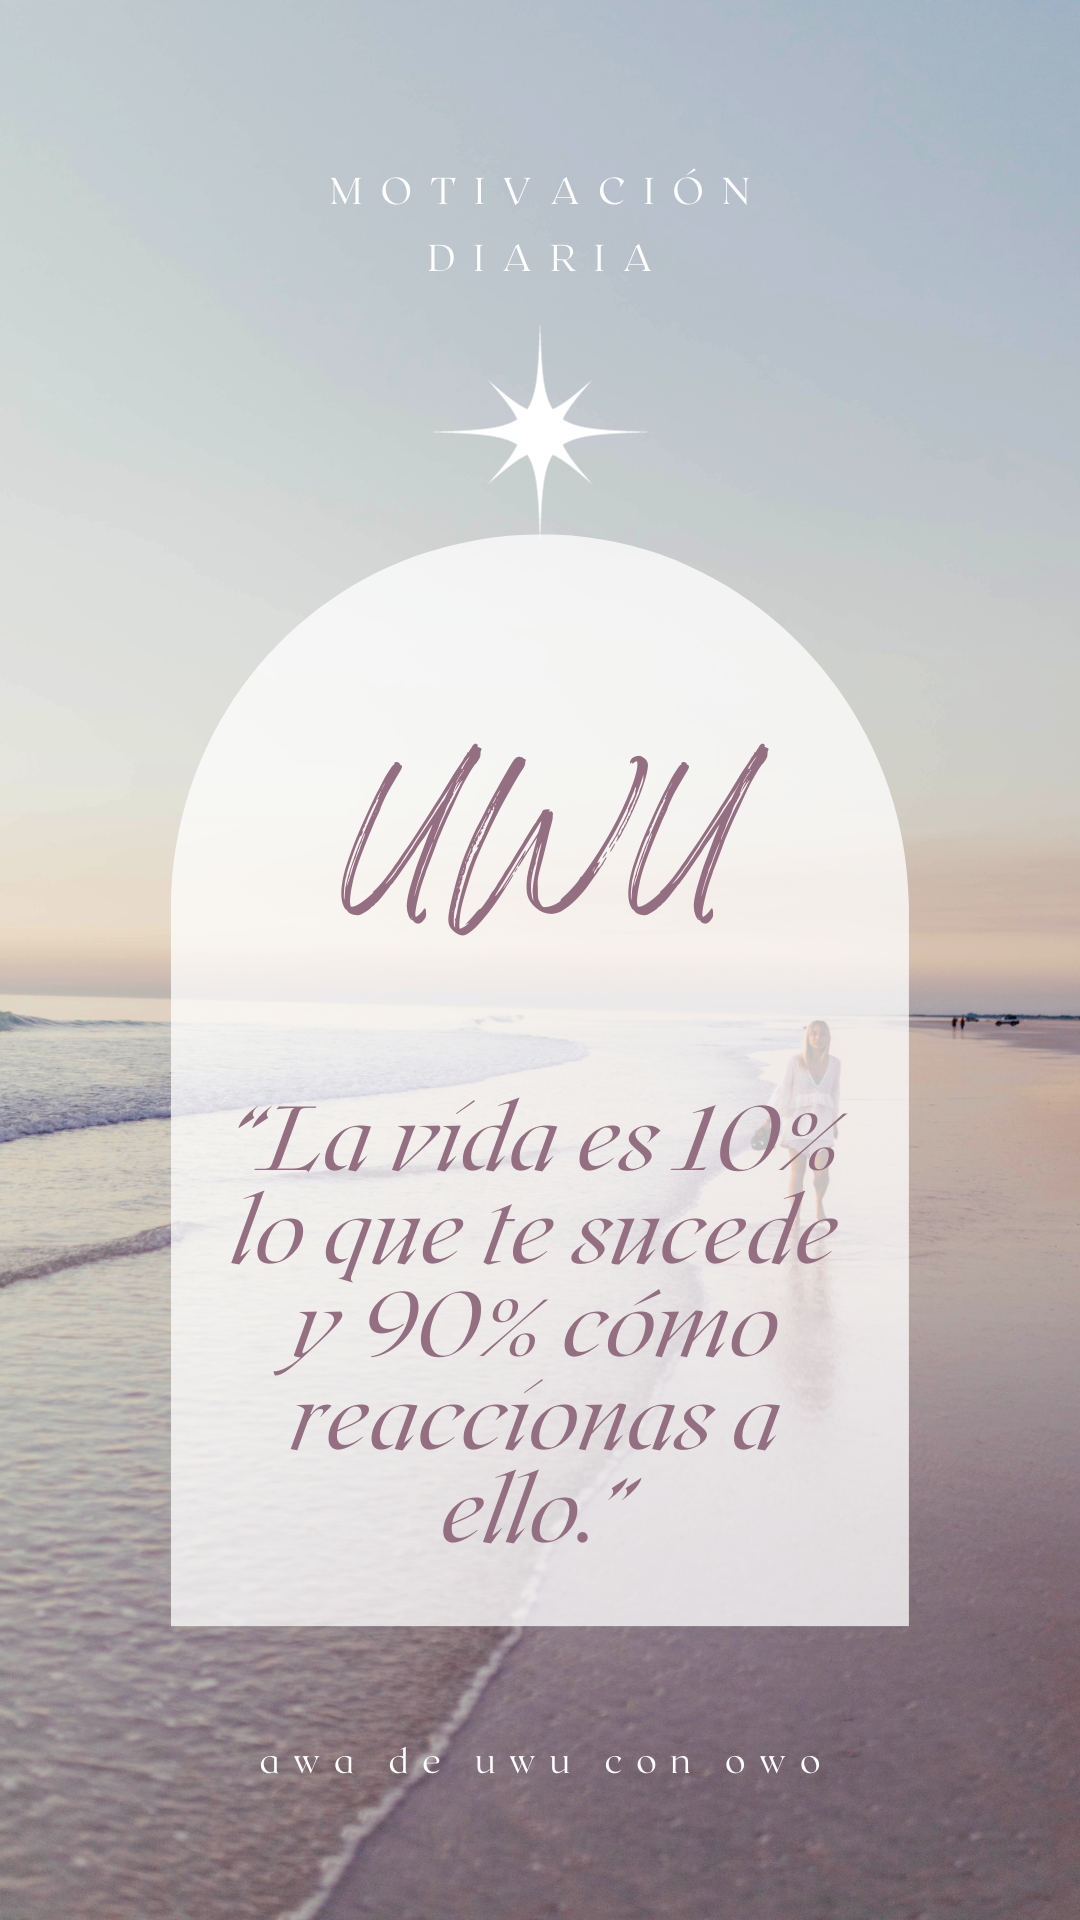 MOTIVACIÓN
DIARIA
UWU
“La vida es 10%
lo que te sucede
y 90% cómo
reaccionas a
ello.”
awa de uwu con owo